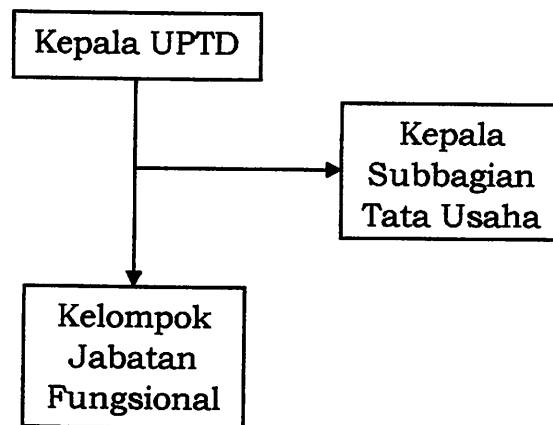 Kepala UPTD
Kepala
Subbagian
Tata Usaha
Kelompok
Jabatan
Fungsional